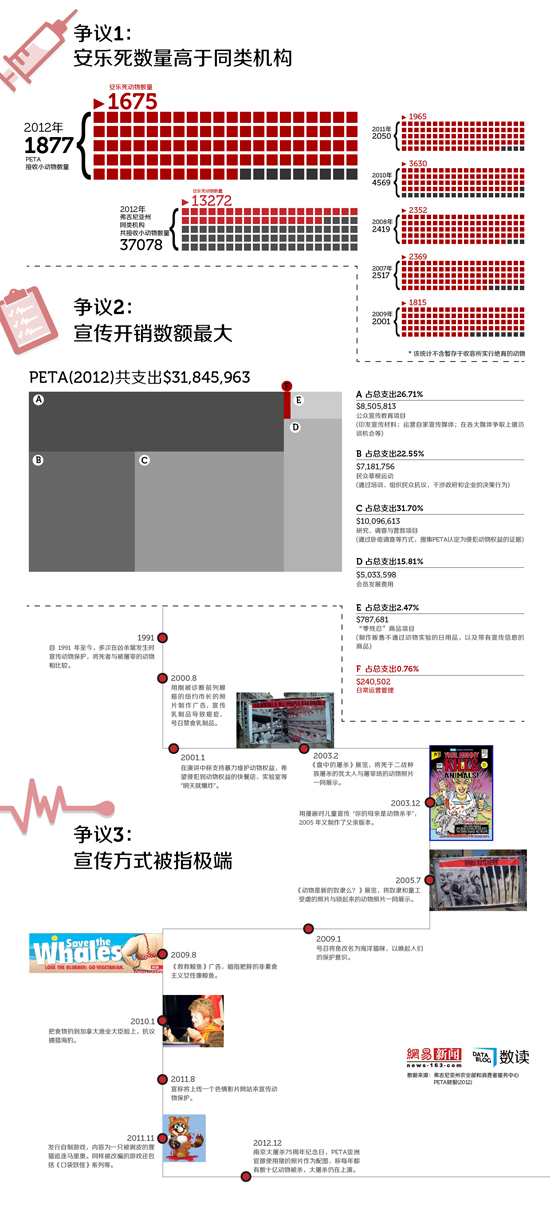 争议1：
安乐死数量高于同类机构
安乐死动物数量
1675
2012年
1877
PETA
接收小动物数量
安乐死动物数量
13272
2012年
弗吉尼亚州
同类机构
共接收小动物数量
37078
1965
2011年
2050
3630
2010年
4569
2352
2008年
2419
2369
2007年
2517
1815
2009年
2001
* 该统计不含暂存于收容所实行绝育的动物
争议2：
宣传开销数额最大
PETA(2012)共支出$31,845,963
A
B
C
D
E
F
A 占总支出26.71%
$8,505,813
公众宣传教育项目
(印发宣传材料；运营自家宣传媒体；在各大媒体争取上镜访
谈机会等)
B 占总支出22.55%
$7,181,756
民众草根运动
(通过培训、组织民众抗议，干涉政府和企业的决策行为)
C 占总支出31.70%
$10,096,613
研究、调查与营救项目
(通过卧底调查等方式，搜集PETA认定为侵犯动物权益的证据)
D 占总支出15.81%
$5,033,598
会员发展费用
E 占总支出2.47%
$787,681
“零残忍”商品项目
(制作贩售不通过动物实验的日用品，以及带有宣传信息的
商品)
F 占总支出0.76%
$240,502
日常运营管理
1991
自 1991 年至今，多次在凶杀案发生时
宣传动物保护，将死者与被屠宰的动物
相比较。
2000.8
用刚被诊断前列腺
癌的纽约市长的照
片制作广告，宣传
乳制品导致癌症，
号召禁食乳制品。
2001.1
在演讲中称支持暴力维护动物权益，希
望侵犯到动物权益的快餐店、实验室等
“明天就爆炸”。
2003.2
《盘中的屠杀》展览，将死于二战种
族屠杀的犹太人与屠宰场的动物照片
一同展示。
YOUR MOMMY
KILLS
ANIMALS!
2003.12
用漫画对儿童宣传 “你的母亲是动物杀手”，
2005 年又制作了父亲版本。
争议3：
宣传方式被指极端
2005.7
《动物是新的奴隶么？》展览，将奴隶和童工
受虐的照片与锁起来的动物照片一同展示。
2009.1
号召将鱼改名为海洋猫咪，以唤起人们
的保护意识。
Save the
Whales
LOSE THE BLUBBER: GO VEGETARIAN.
2009.8
《救救鲸鱼》广告，暗指肥胖的非素食
主义女性像鲸鱼。
2010.1
把食物扔到加拿大渔业大臣脸上，抗议
捕猎海豹。
2011.8
宣称将上线一个色情影片网站来宣传动
物保护。
2011.11
发行自制游戏，内容为一只被剥皮的狸
猫追逐马里奥。同样被改编的游戏还包
括《口袋妖怪》系列等。
2012.12
南京大屠杀75周年纪念日，PETA亚洲
官微使用猪的照片作为配图，称每年都
有数十亿动物被杀，大屠杀仍在上演。
網易 新闻
news·163·com
DATA
BLOG
数读
数据来源：弗吉尼亚州农业部和消费者服务中心
PETA财报(2012)